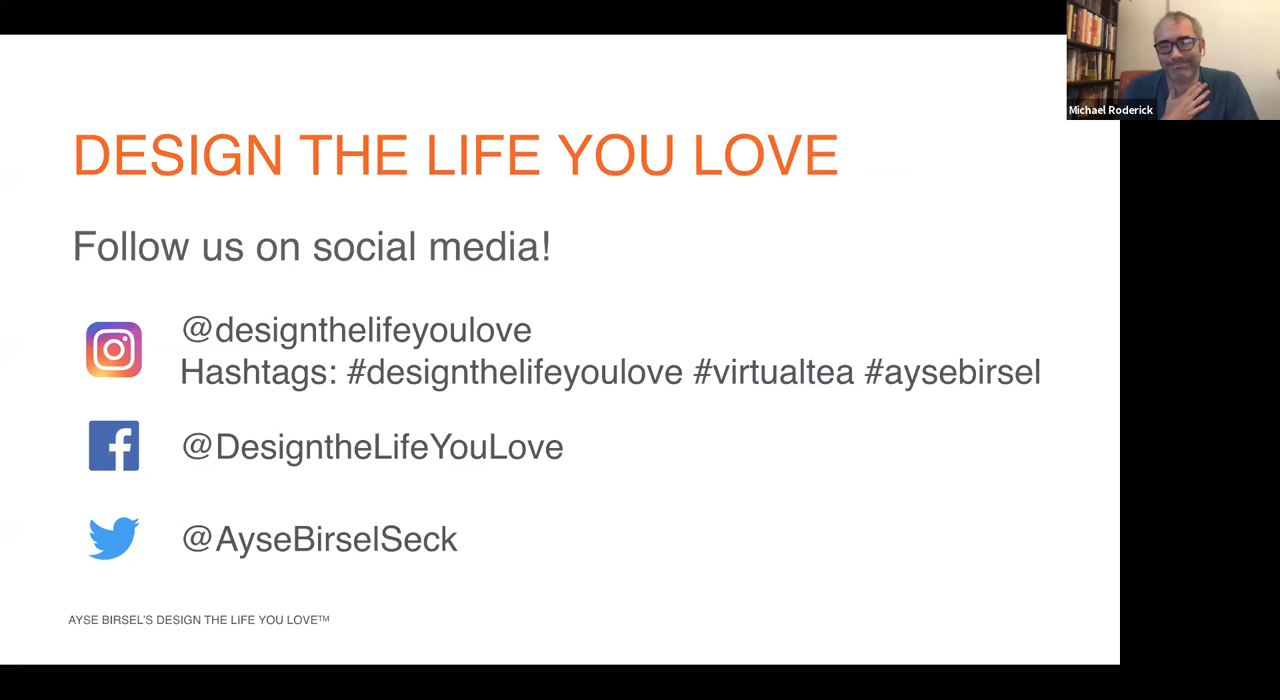 Michael Roderick
DESIGN THE LIFE YOU LOVE
Follow us on social media!
@designthelifeyoulove
Hashtags: #designthelifeyoulove #virtualtea #aysebirsel
@DesigntheLifeYouLove
@AyseBirselSeck
AYSE BIRSEL'S DESIGN THE LIFE YOU LOVE™